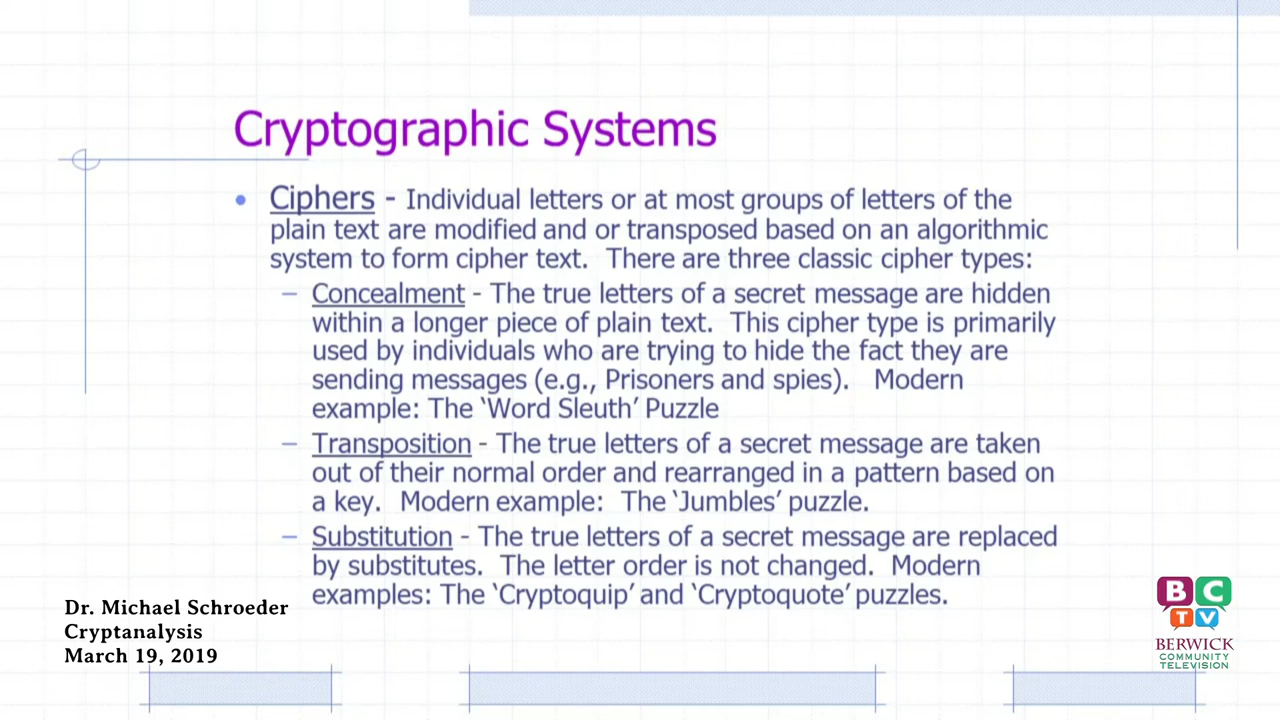 Cryptographic Systems
• Ciphers - Individual letters or at most groups of letters of the
plain text are modified and or transposed based on an algorithmic
system to form cipher text. There are three classic cipher types:
– Concealment - The true letters of a secret message are hidden
within a longer piece of plain text. This cipher type is primarily
used by individuals who are trying to hide the fact they are
sending messages (e.g., Prisoners and spies). Modern
example: The ‘Word Sleuth’ Puzzle
– Transposition - The true letters of a secret message are taken
out of their normal order and rearranged in a pattern based on
a key. Modern example: The ‘Jumbles’ puzzle.
– Substitution - The true letters of a secret message are replaced
by substitutes. The letter order is not changed. Modern
examples: The ‘Cryptoquip’ and ‘Cryptoquote’ puzzles.
Dr. Michael Schroeder
Cryptanalysis
March 19, 2019
BC
TV
BERWICK
COMMUNITY
TELEVISION